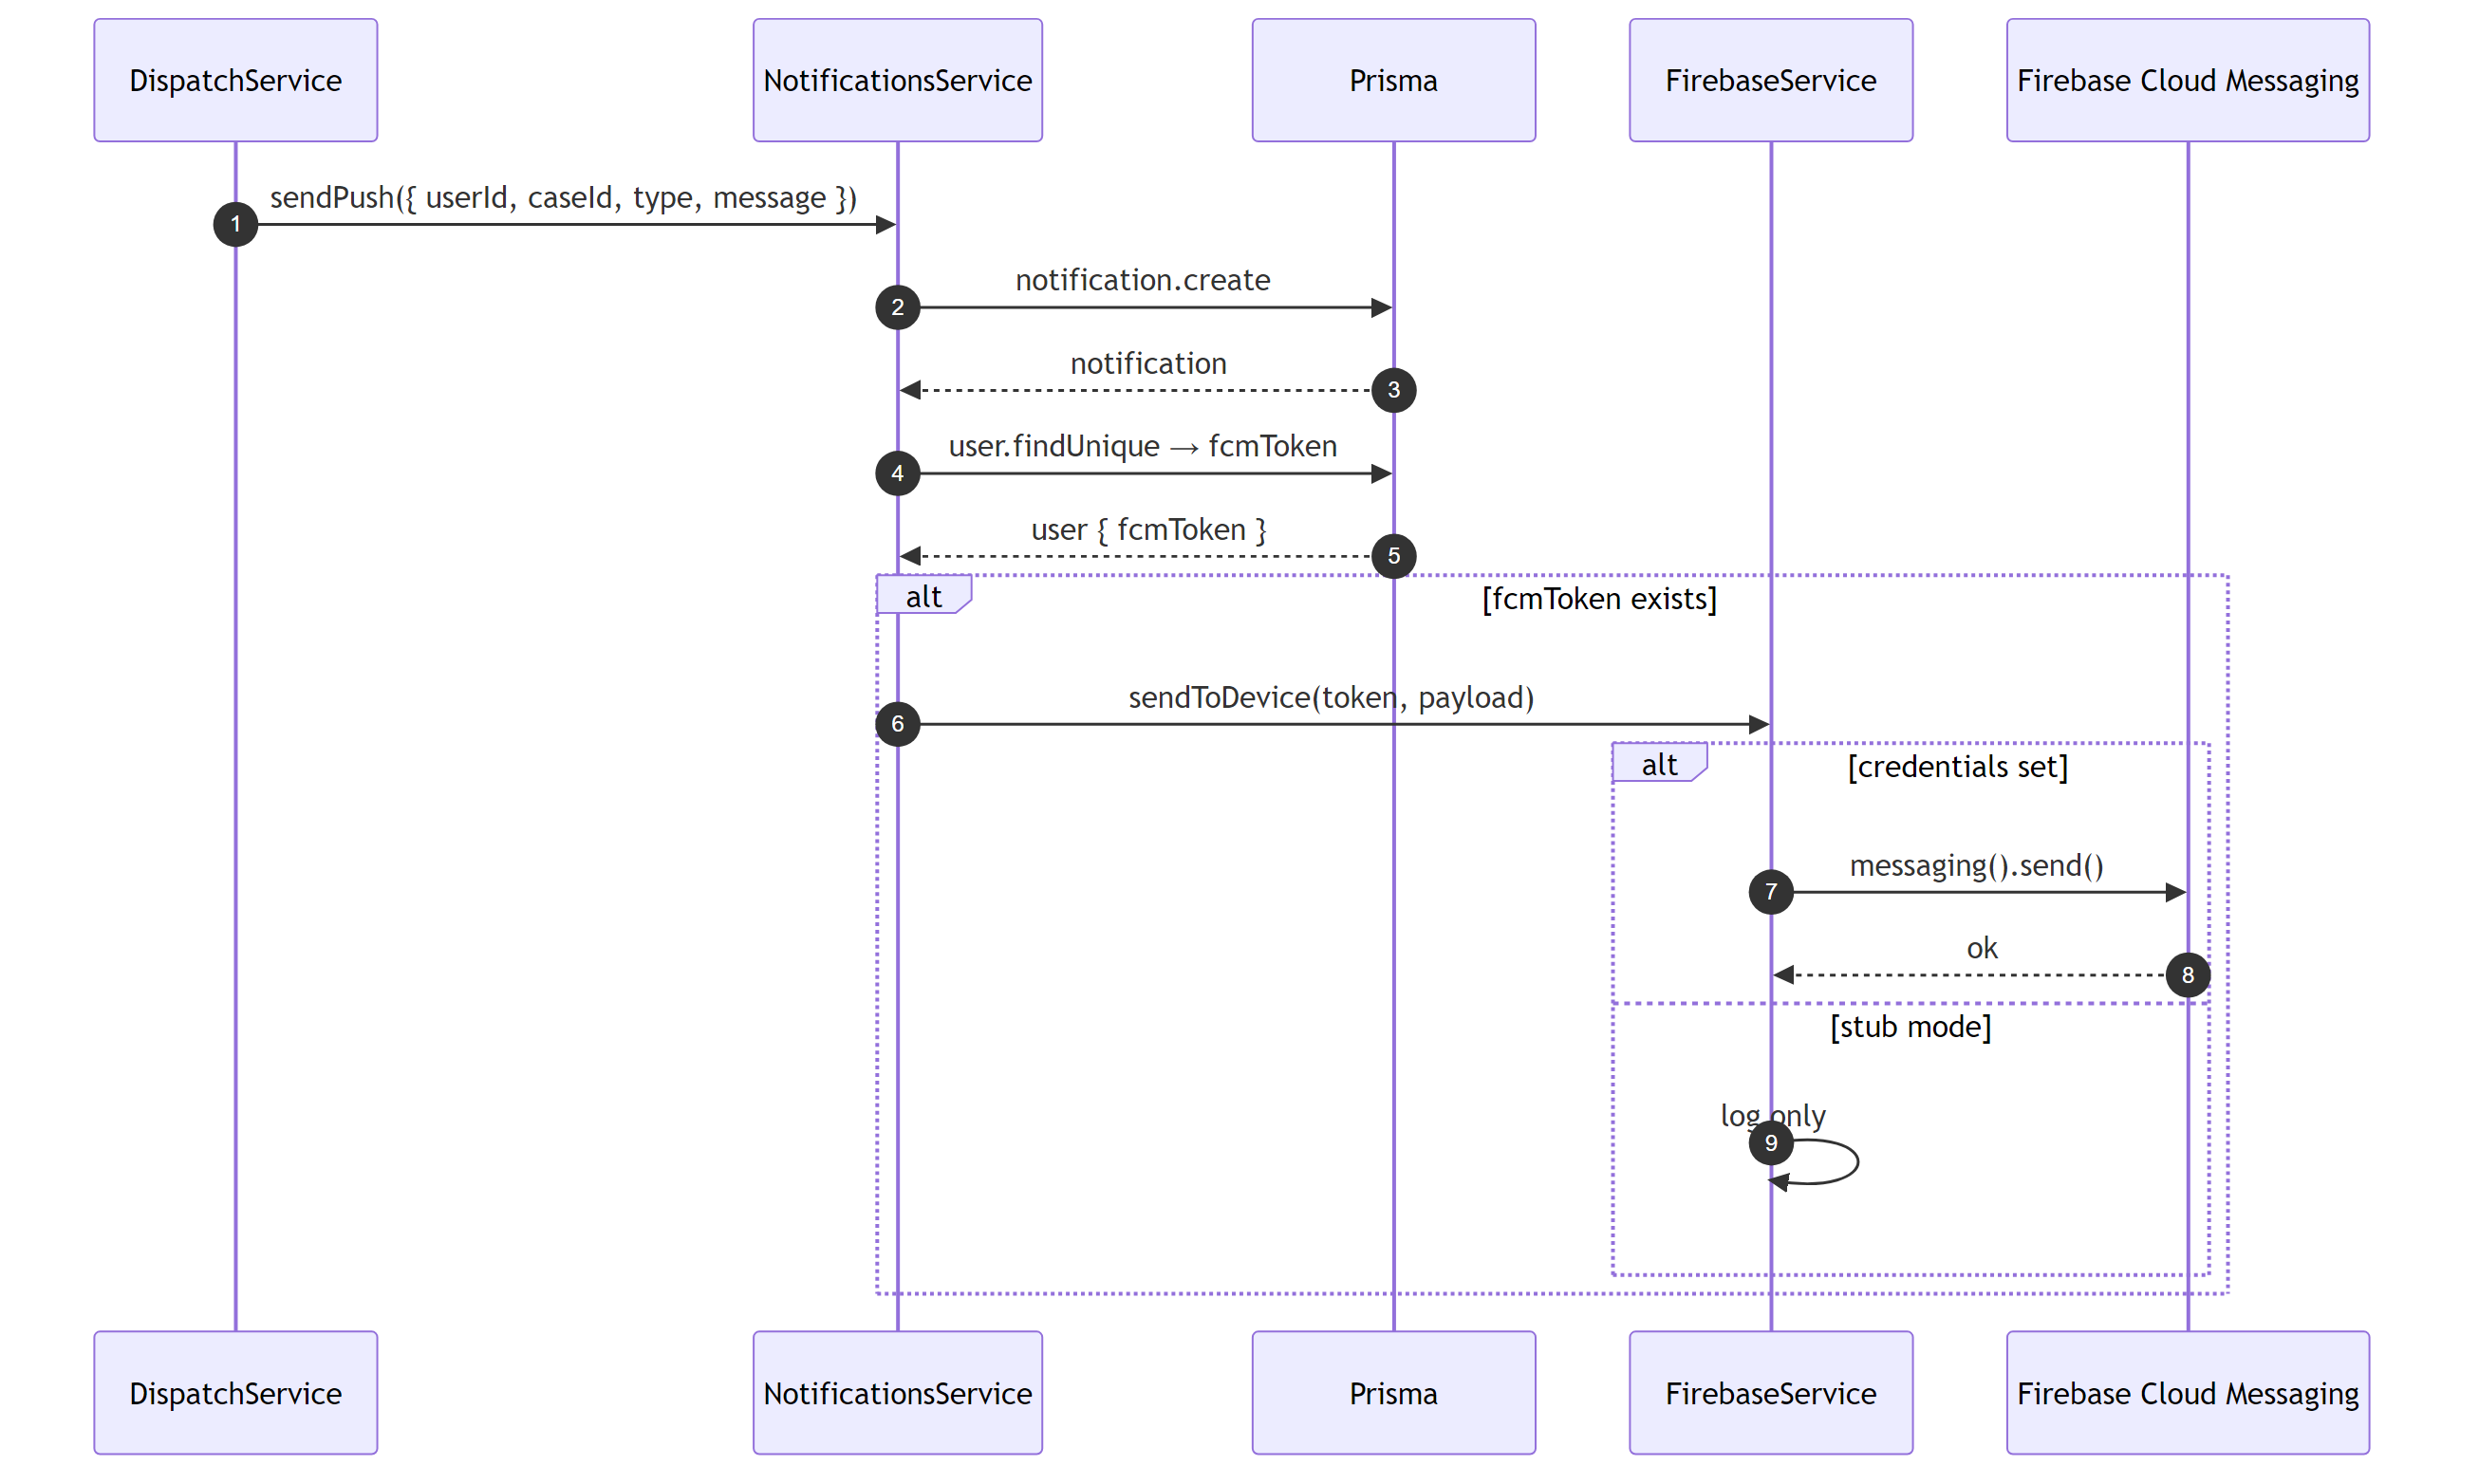 DispatchService
NotificationsService
Prisma
FirebaseService
Firebase Cloud Messaging
sendPush({ userId, caseId, type, message })
1
notification.create
2
notification
3
user.findUnique → fcmToken
4
user { fcmToken }
5
alt
[fcmToken exists]
sendToDevice(token, payload)
6
alt
[credentials set]
messaging().send()
7
ok
8
[stub mode]
log only
9
DispatchService
NotificationsService
Prisma
FirebaseService
Firebase Cloud Messaging